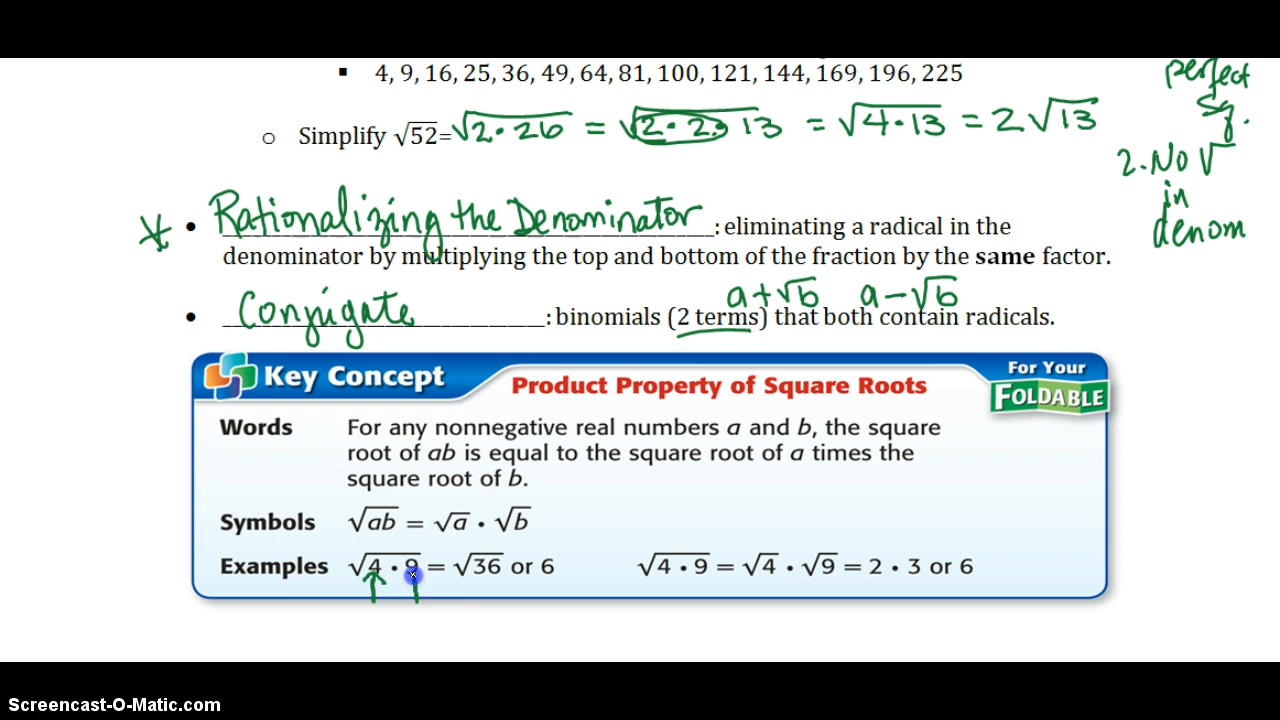 ▪ 4, 9, 16, 25, 36, 49, 64, 81, 100, 121, 144, 169, 196, 225
perfect
sq.
o Simplify √52=√2・26 = √2・2・13 = √4・13 = 2√13
2. No √
in
denom
• Rationalizing the Denominator: eliminating a radical in the
denominator by multiplying the top and bottom of the fraction by the same factor.
a+√b a-√b
• Conjugate: binomials (2 terms) that both contain radicals.
Key Concept
Product Property of Square Roots
For Your
FOLDABLE
Words For any nonnegative real numbers a and b, the square
root of ab is equal to the square root of a times the
square root of b.
Symbols √ab = √a • √b
Examples √4 • 9 = √36 or 6 √4 • 9 = √4 • √9 = 2 • 3 or 6
Screencast-O-Matic.com